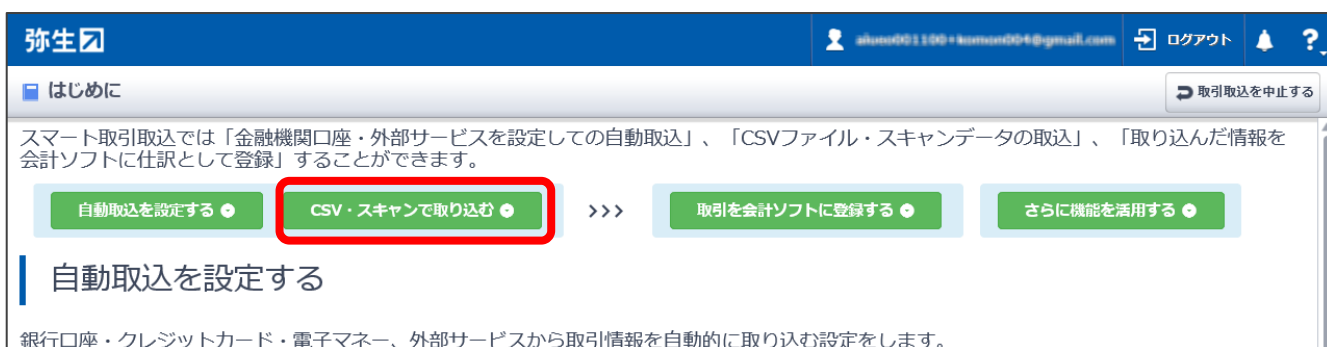 弥生
ログアウト
?
はじめに
取引取込を中止する
スマート取引取込では「金融機関口座・外部サービスを設定しての自動取込」、「CSVファイル・スキャンデータの取込」、「取り込んだ情報を
会計ソフトに仕訳として登録」することができます。
自動取込を設定する
CSV・スキャンで取り込む
>>>
取引を会計ソフトに登録する
さらに機能を活用する
自動取込を設定する
銀行口座・クレジットカード・電子マネー、外部サービスから取引情報を自動的に取り込む設定をします。